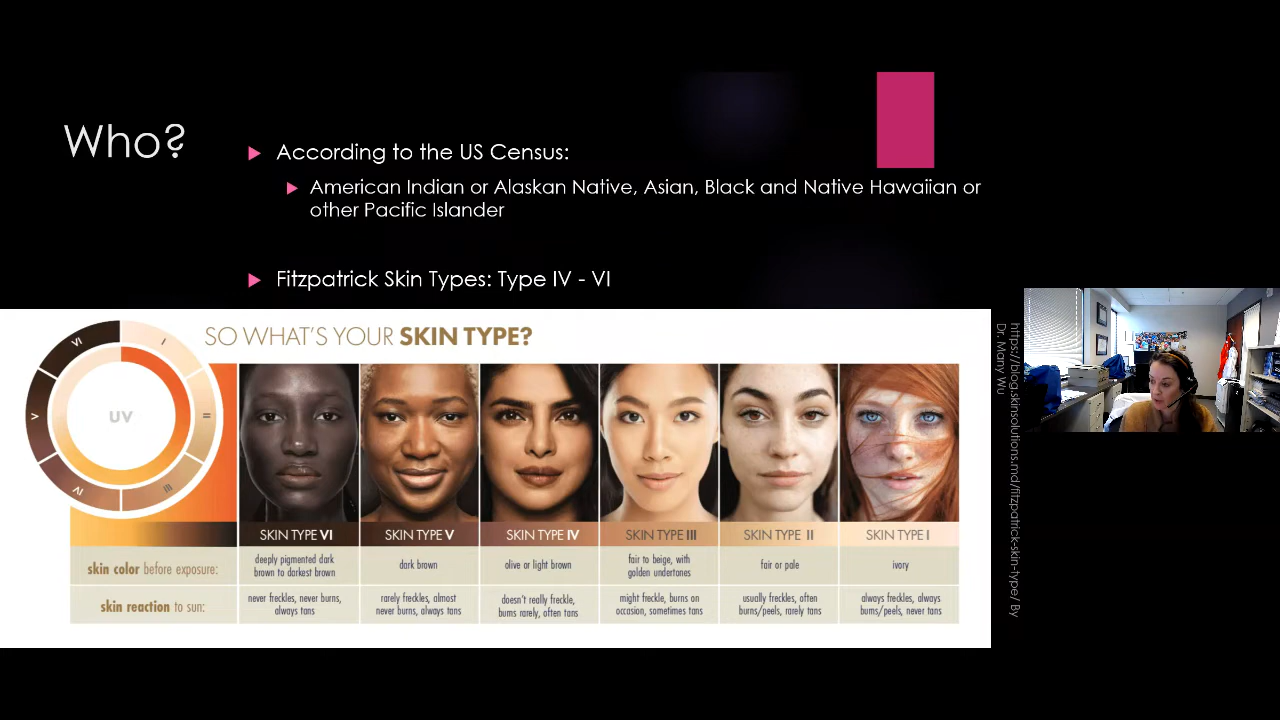 Who?
According to the US Census:
American Indian or Alaskan Native, Asian, Black and Native Hawaiian or
other Pacific Islander
Fitzpatrick Skin Types: Type IV - VI
SO WHAT'S YOUR SKIN TYPE?
VI
I
V
UV
II
IV
III
SKIN TYPE VI
SKIN TYPE V
SKIN TYPE IV
SKIN TYPE III
SKIN TYPE II
SKIN TYPE I
skin color before exposure:
deeply pigmented dark
brown to darkest brown
dark brown
olive or light brown
fair to beige, with
golden undertones
fair or pale
ivory
skin reaction to sun:
never freckles, never burns,
always tans
rarely freckles, almost
never burns, always tans
doesn't really freckle,
burns rarely, often tans
might freckle, burns on
occasion, sometimes tans
usually freckles, often
burns/peels, rarely tans
always freckles, always
burns/peels, never tans
https://blog.skinsolutions.md/fitzpatrick-skin-type/ By
Dr. Many Wu